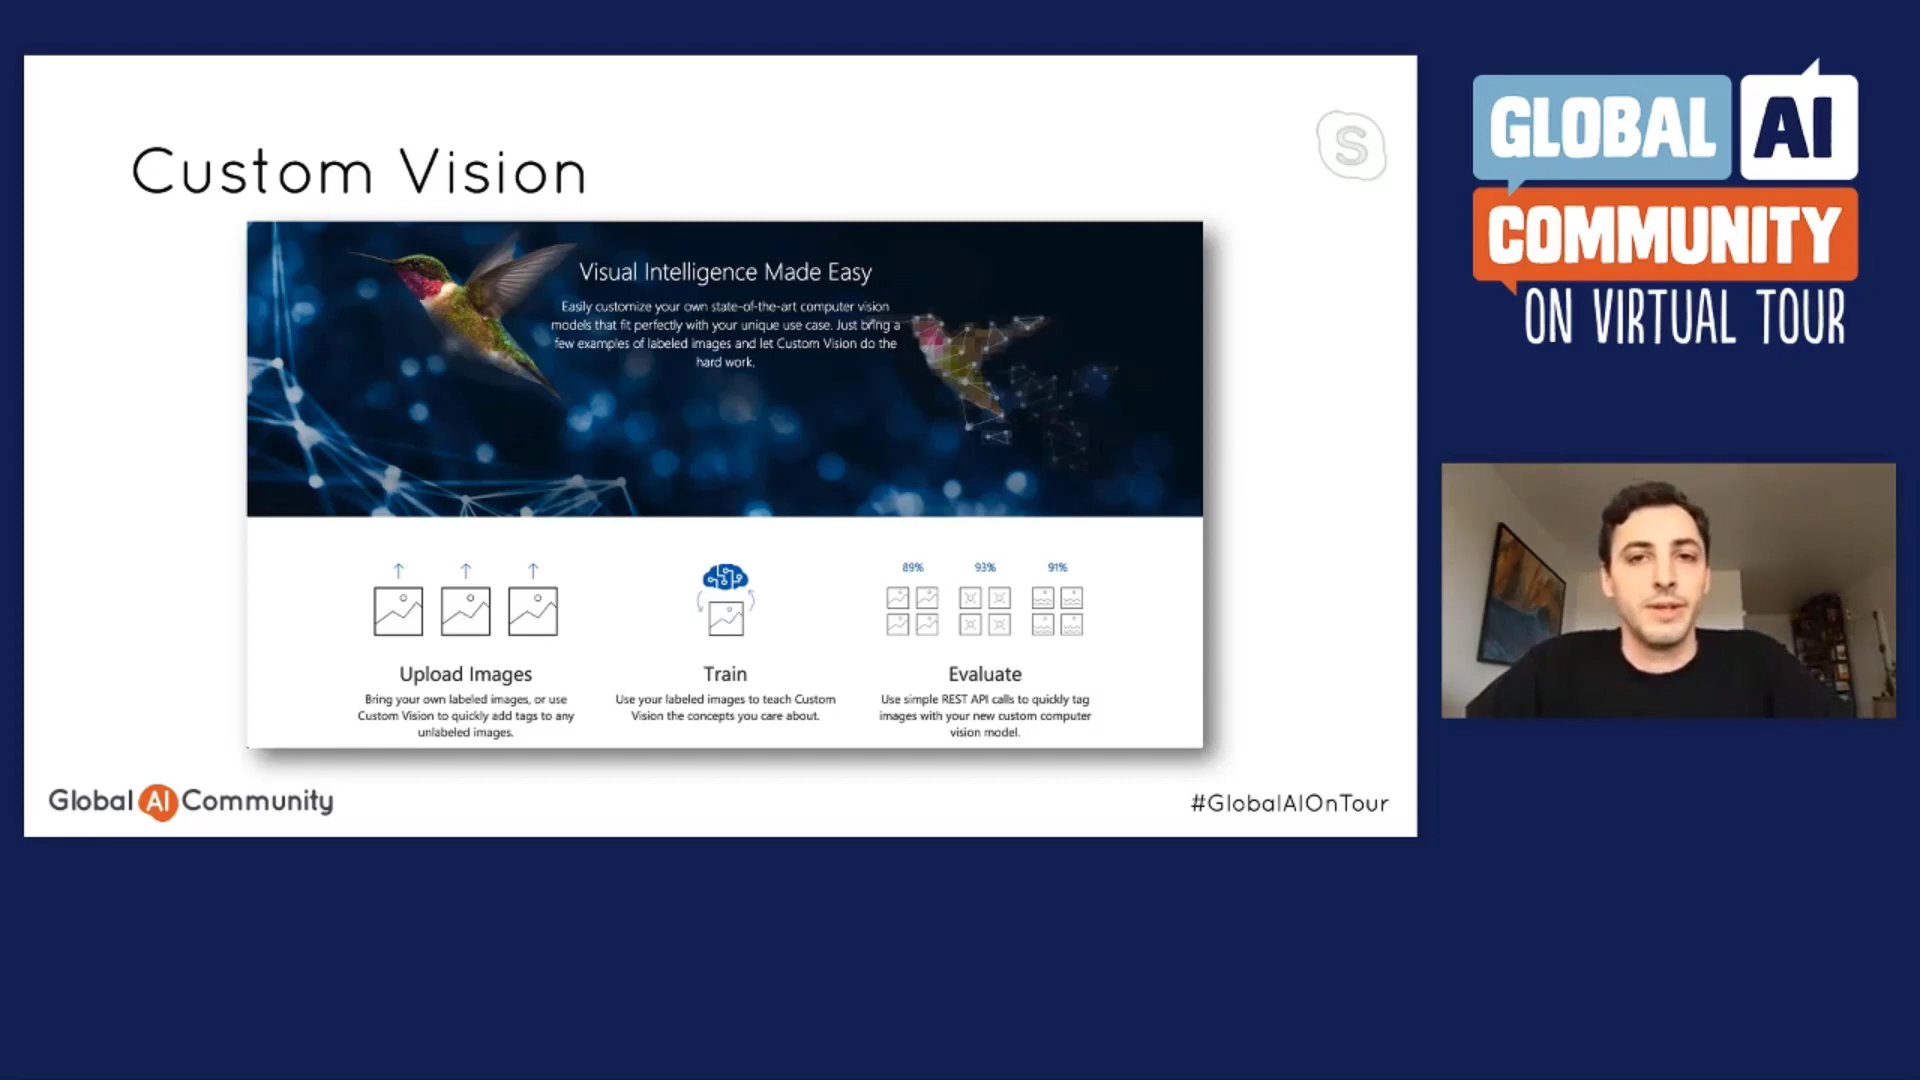 Custom Vision
S
Visual Intelligence Made Easy
Easily customize your own state-of-the-art computer vision
models that fit perfectly with your unique use case. Just bring a
few examples of labeled images and let Custom Vision do the
hard work.
89%
93%
91%
Upload Images
Bring your own labeled images, or use
Custom Vision to quickly add tags to any
unlabeled images.
Train
Use your labeled images to teach Custom
Vision the concepts you care about.
Evaluate
Use simple REST API calls to quickly tag
images with your new custom computer
vision model.
Global AI Community
#GlobalAIOnTour
GLOBAL AI
COMMUNITY
ON VIRTUAL TOUR